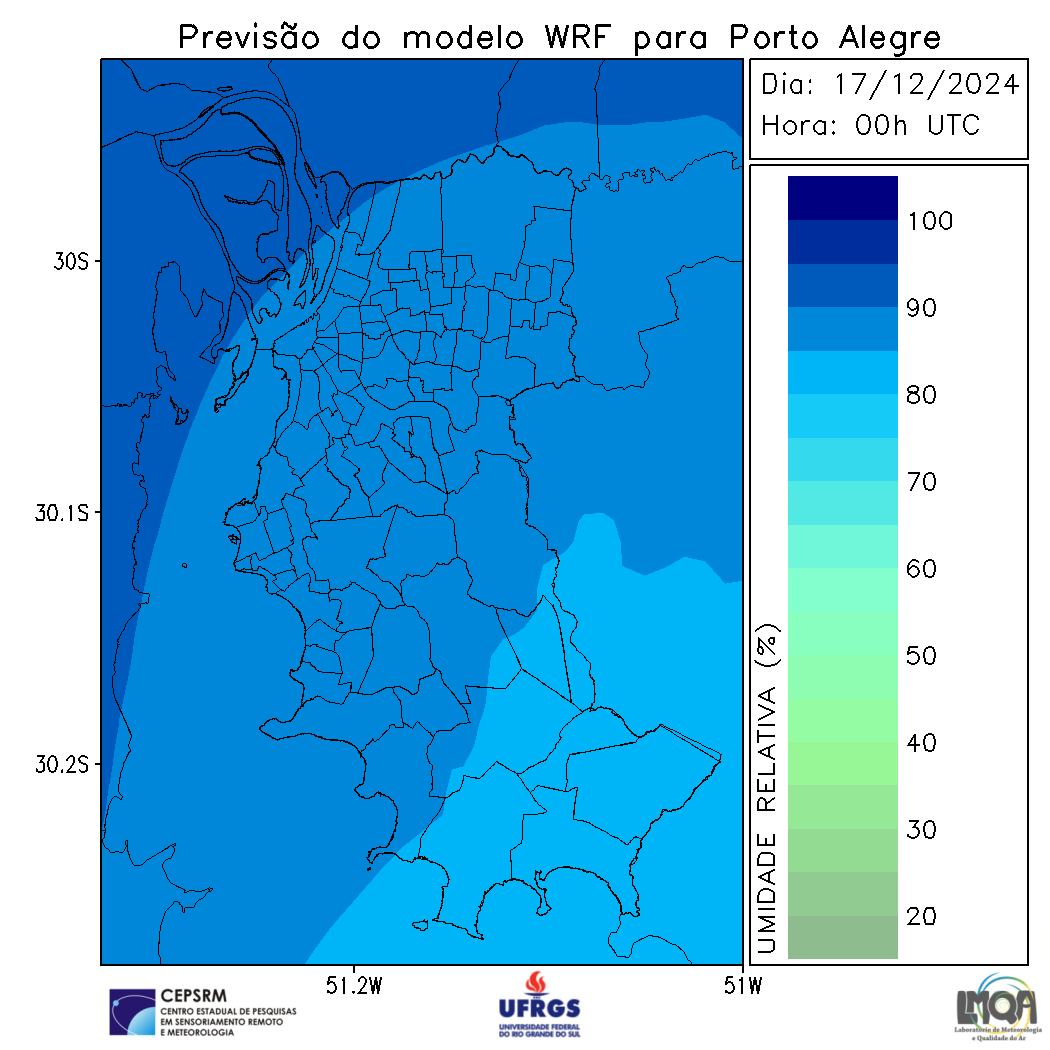 Previsão do modelo WRF para Porto Alegre
Dia: 17/12/2024
Hora: 00h UTC
100
90
80
70
60
50
40
30
20
UMIDADE RELATIVA (%)
30S
30.1S
30.2S
51.2W
51W
CEPSRM
CENTRO ESTADUAL DE PESQUISAS
EM SENSORIAMENTO REMOTO
E METEOROLOGIA
UFRGS
UNIVERSIDADE FEDERAL
DO RIO GRANDE DO SUL
LMQA
Laboratório de Meteorologia
e Qualidade do Ar